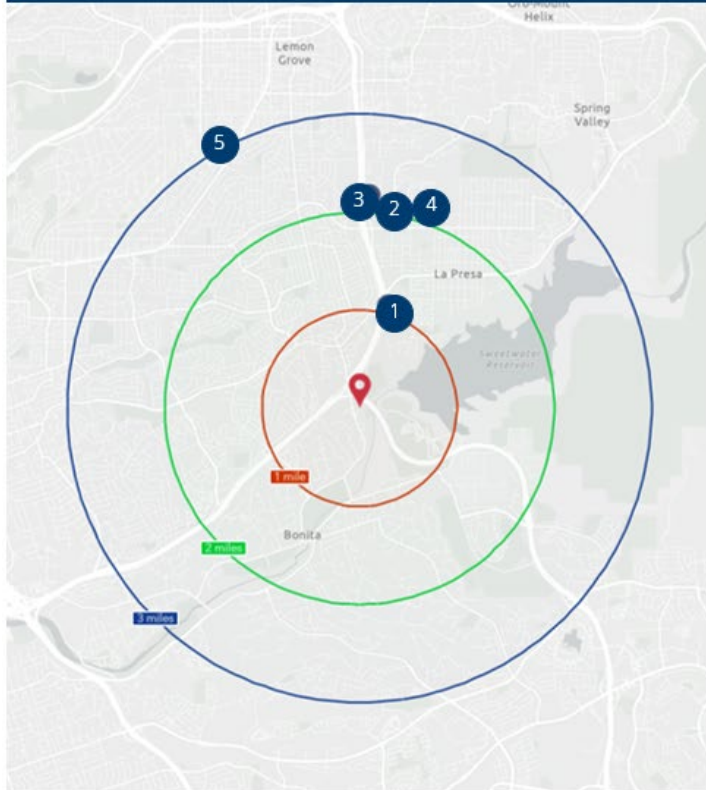 Helix
Lemon
Grove
Spring
Valley
5
3
2
4
La Presa
1
Sweetwater
Reservoir
1 mile
Bonita
2 miles
3 miles